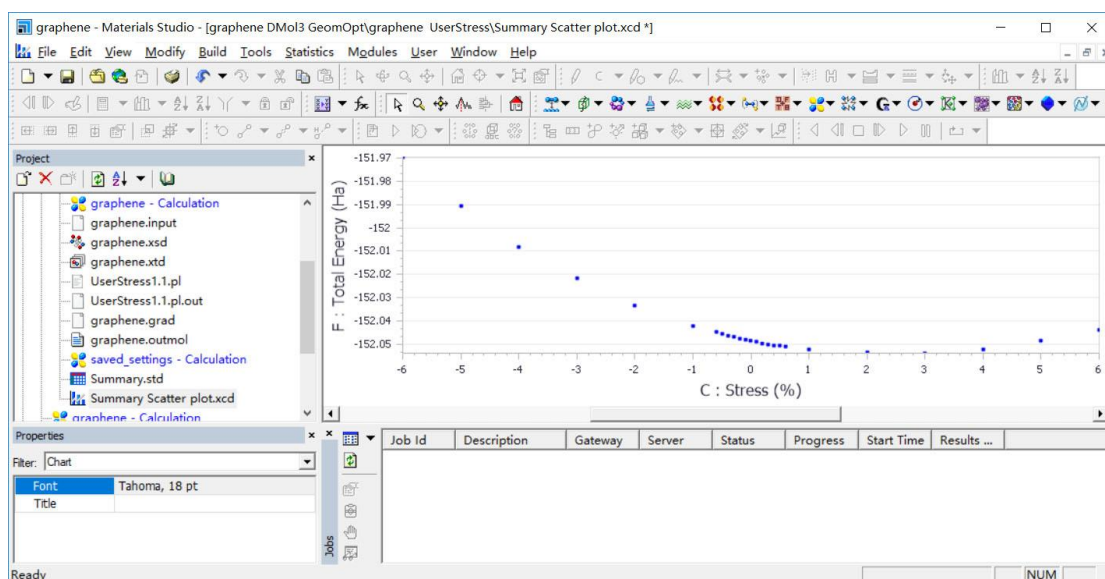 graphene - Materials Studio - [graphene DMol3 GeomOpt\graphene UserStress\Summary Scatter plot.xcd *]
File Edit View Modify Build Tools Statistics Modules User Window Help
Project
graphene - Calculation
graphene.input
graphene.xsd
graphene.xtd
UserStress1.1.pl
UserStress1.1.pl.out
graphene.grad
graphene.outmol
saved_settings - Calculation
Summary.std
Summary Scatter plot.xcd
graphene - Calculation
F : Total Energy (Ha)
-151.97
-151.98
-151.99
-152
-152.01
-152.02
-152.03
-152.04
-152.05
-6 -5 -4 -3 -2 -1 0 1 2 3 4 5 6
C : Stress (%)
Properties
Filter: Chart
Font Tahoma, 18 pt
Title
Jobs
Job Id Description Gateway Server Status Progress Start Time Results ...
Ready
NUM